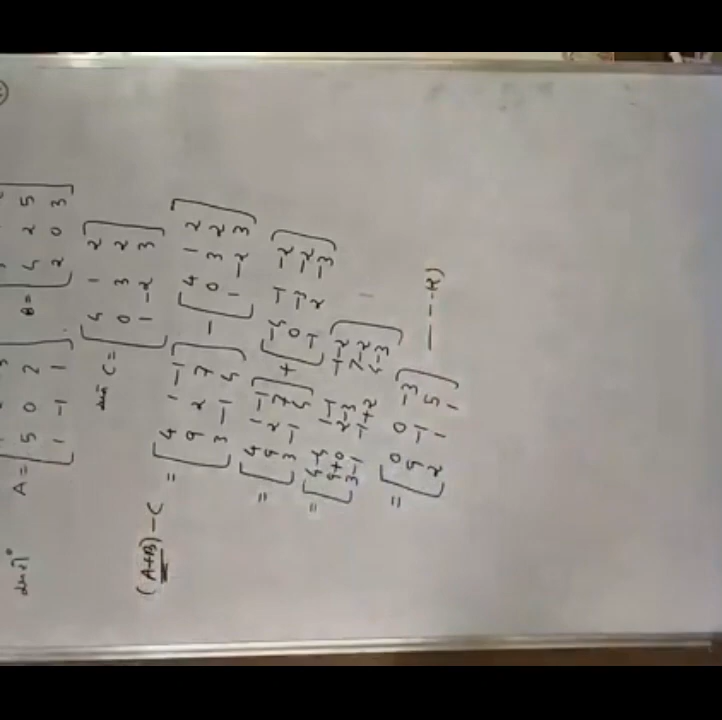 A = 5 0 2 B = 4 2 5
1 -1 1 2 0 3
C = [4 1 2
0 3 2
1 -2 3]
(A+B) - C = [4 1 -1
9 2 7
3 -1 4] - [4 1 2
0 3 2
1 -2 3]
= [4 1 -1
9 2 7
3 -1 4] + [-4 -1 -2
0 -3 -2
-1 2 -3]
= [4-4 1-1 -1-2
9+0 2-3 7-2
3-1 -1+2 4-3]
= [0 0 -3
9 -1 5
2 1 1]